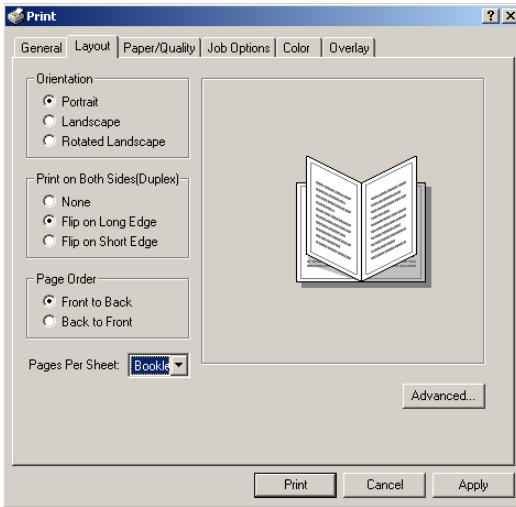 Print
General Layout Paper/Quality Job Options Color Overlay
Orientation
Portrait
Landscape
Rotated Landscape
Print on Both Sides(Duplex)
None
Flip on Long Edge
Flip on Short Edge
Page Order
Front to Back
Back to Front
Pages Per Sheet: Bookle
Advanced...
Print Cancel Apply